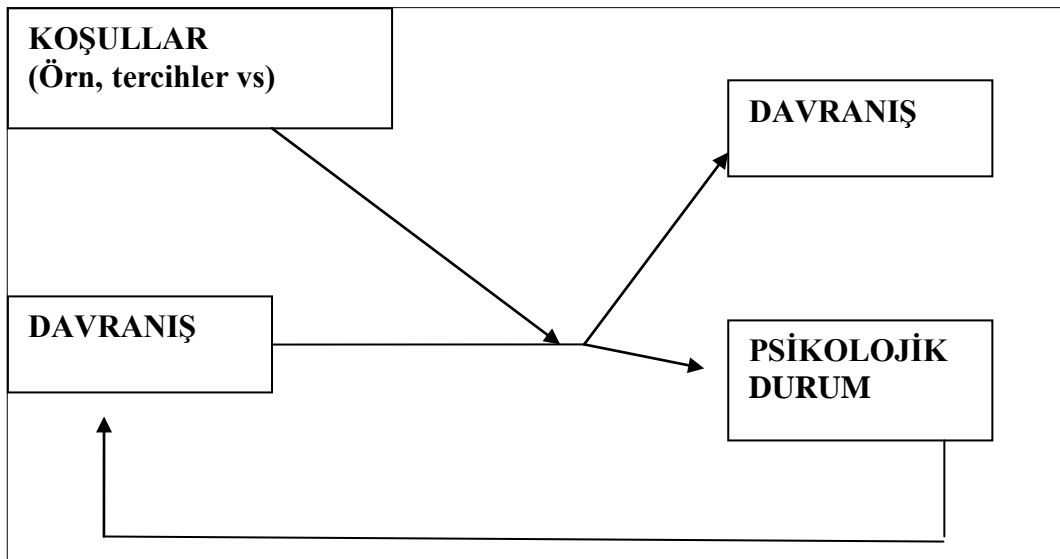 KOŞULLAR
(Örn, tercihler vs)
DAVRANIŞ
DAVRANIŞ
PSİKOLOJİK
DURUM